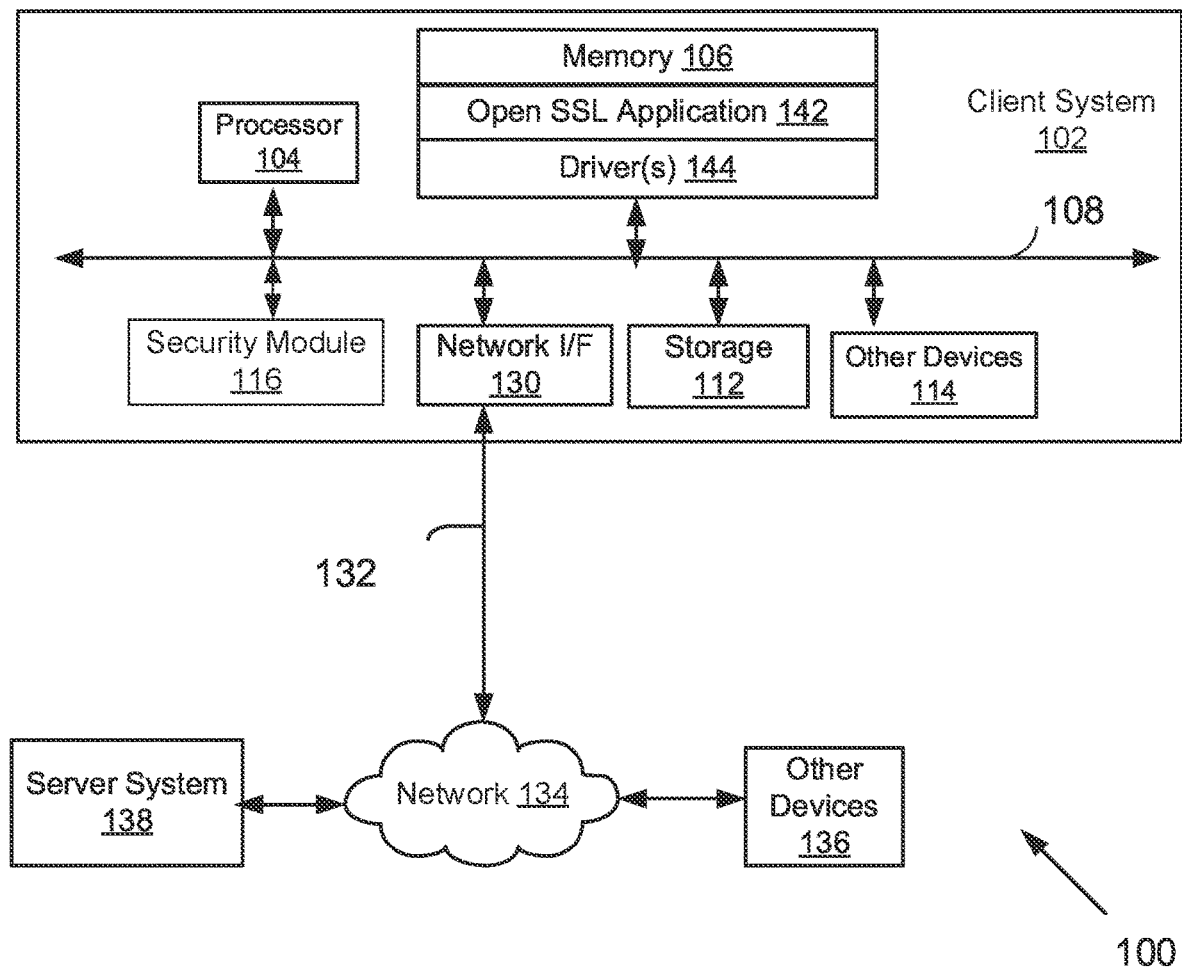 Memory 106
Open SSL Application 142
Driver(s) 144
Client System
102
Processor
104
108
Security Module
116
Network I/F
130
Storage
112
Other Devices
114
132
Server System
138
Network 134
Other
Devices
136
100